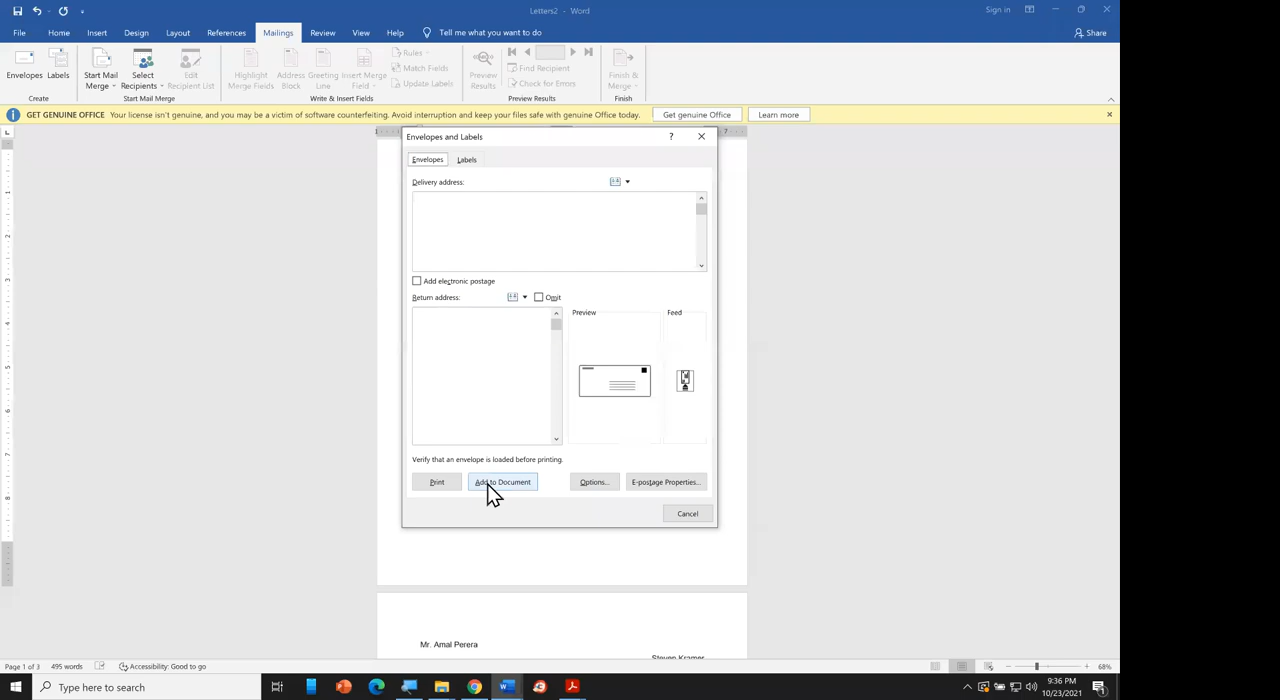 Letters2 - Word
Sign in
File Home Insert Design Layout References Mailings Review View Help Tell me what you want to do Share
Envelopes Labels
Start Mail Merge
Select Recipients
Edit Recipient List
Highlight Merge Fields
Address Block
Greeting Line
Insert Merge Field
Rules
Match Fields
Update Labels
Preview Results
Find Recipient
Check for Errors
Finish & Merge
Create Start Mail Merge Write & Insert Fields Preview Results Finish
GET GENUINE OFFICE Your license isn't genuine, and you may be a victim of software counterfeiting. Avoid interruption and keep your files safe with genuine Office today. Get genuine Office Learn more
Envelopes and Labels ?
Envelopes Labels
Delivery address:
Add electronic postage
Return address: Omit
Preview Feed
Verify that an envelope is loaded before printing.
Print Add to Document Options... E-postage Properties...
Cancel
Mr. Amal Perera
Steven Kramer
Page 1 of 3 495 words Accessibility: Good to go 68%
Type here to search
9:36 PM
10/23/2021
1